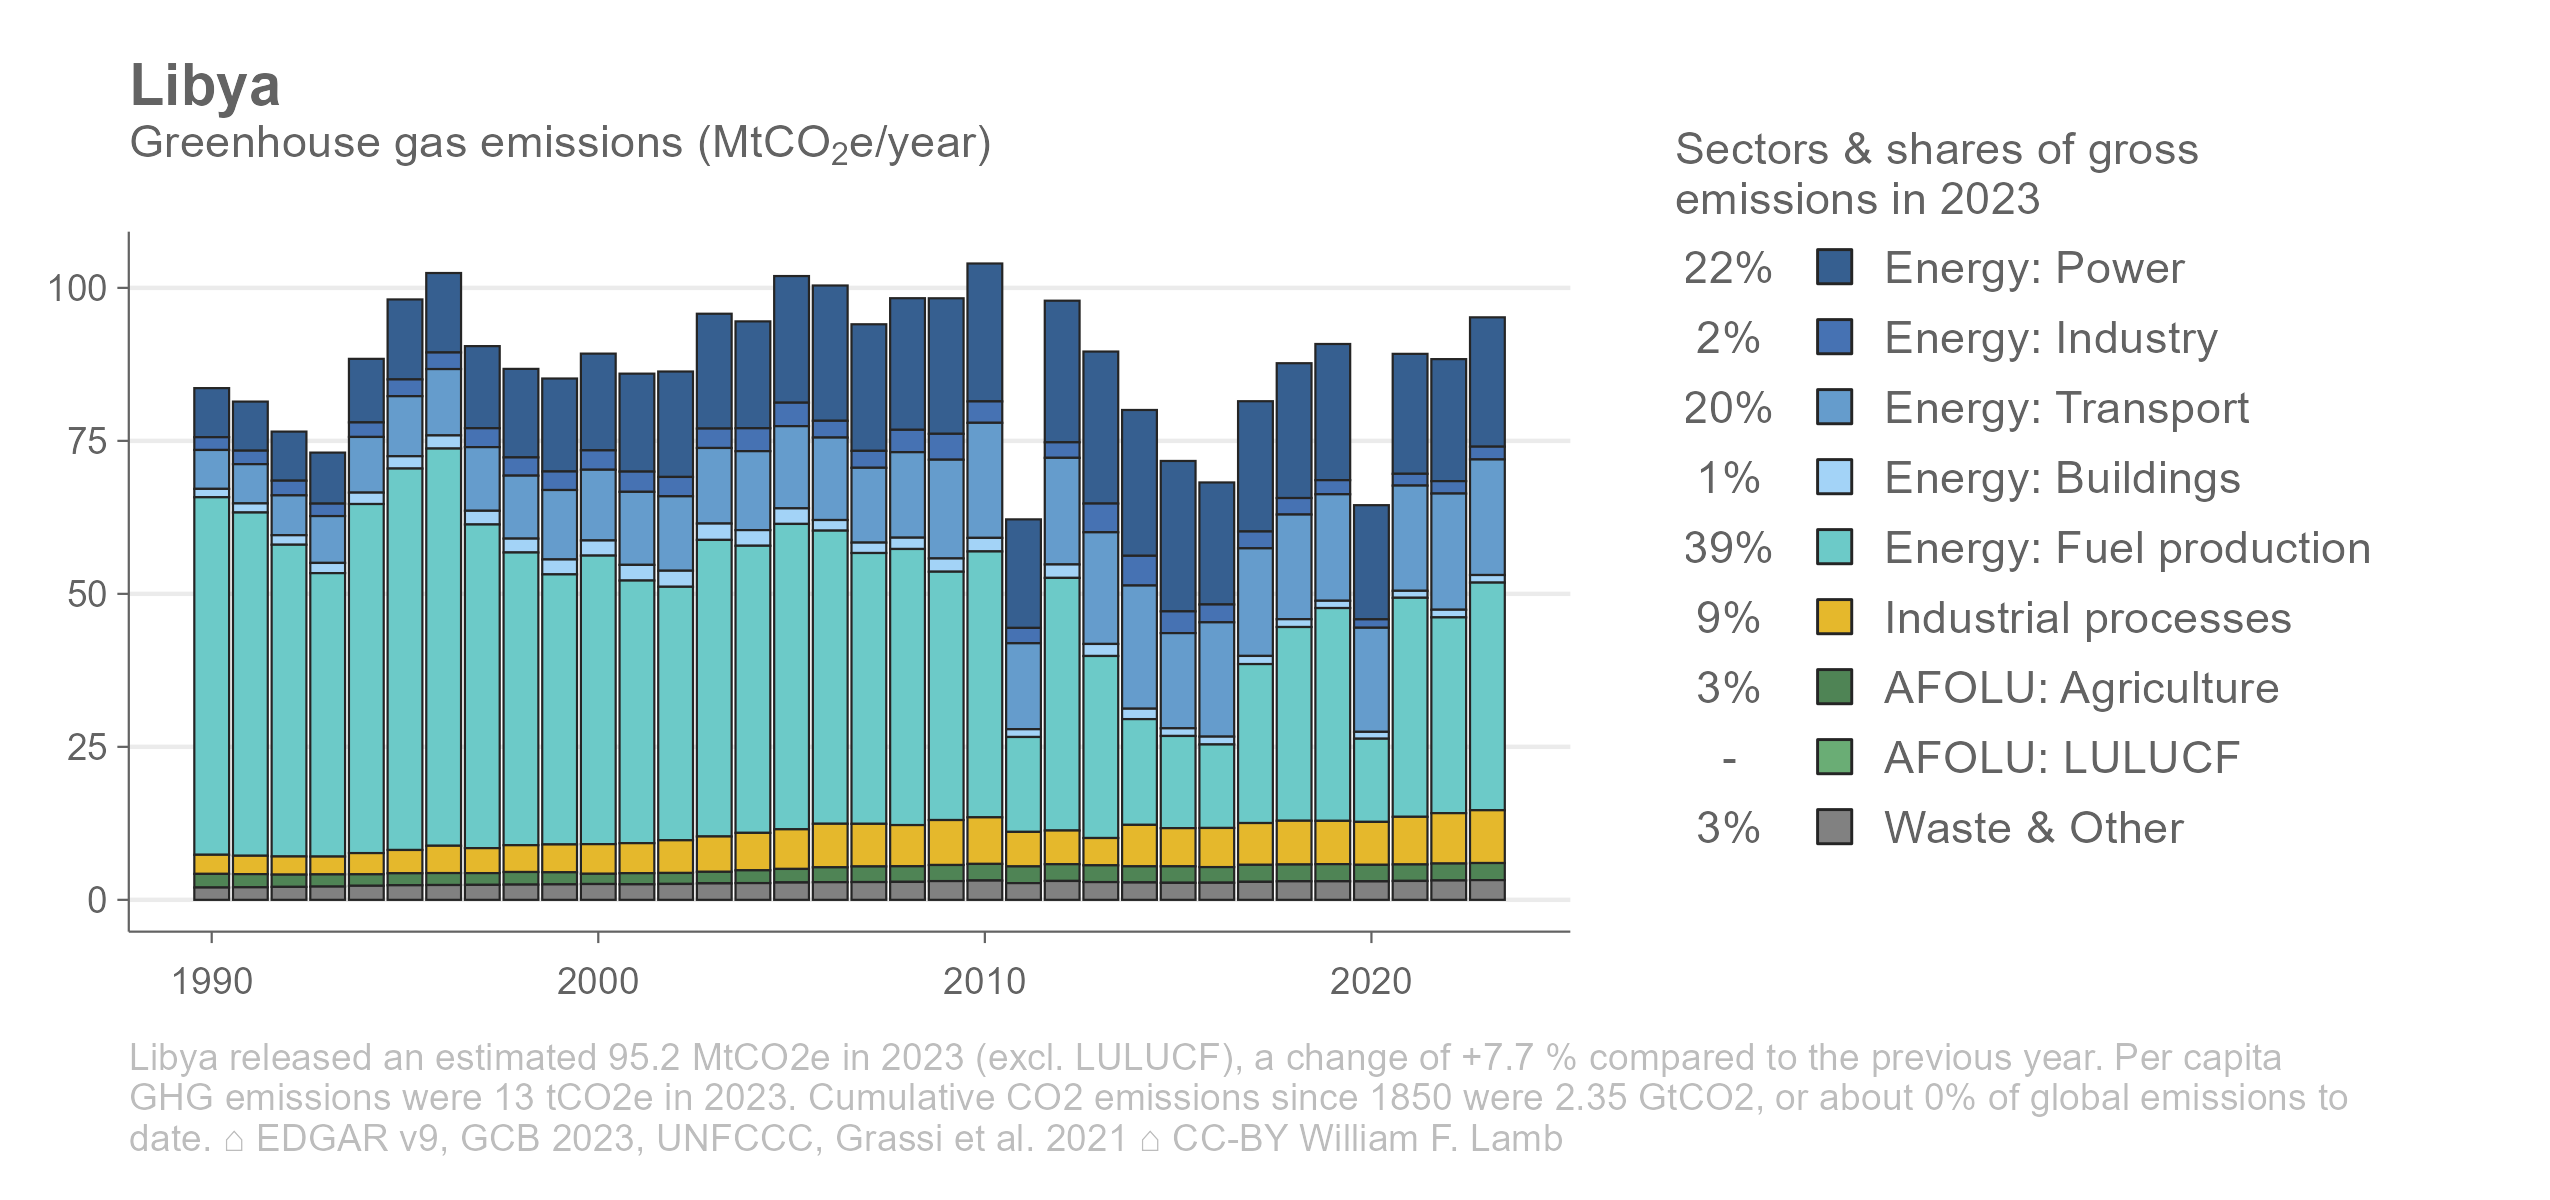 Libya
Greenhouse gas emissions (MtCO₂e/year)
Sectors & shares of gross
emissions in 2023
22% Energy: Power
2% Energy: Industry
20% Energy: Transport
1% Energy: Buildings
39% Energy: Fuel production
9% Industrial processes
3% AFOLU: Agriculture
- AFOLU: LULUCF
3% Waste & Other
100
75
50
25
0
1990 2000 2010 2020
Libya released an estimated 95.2 MtCO2e in 2023 (excl. LULUCF), a change of +7.7 % compared to the previous year. Per capita
GHG emissions were 13 tCO2e in 2023. Cumulative CO2 emissions since 1850 were 2.35 GtCO2, or about 0% of global emissions to
date. ⌂ EDGAR v9, GCB 2023, UNFCCC, Grassi et al. 2021 ⌂ CC-BY William F. Lamb